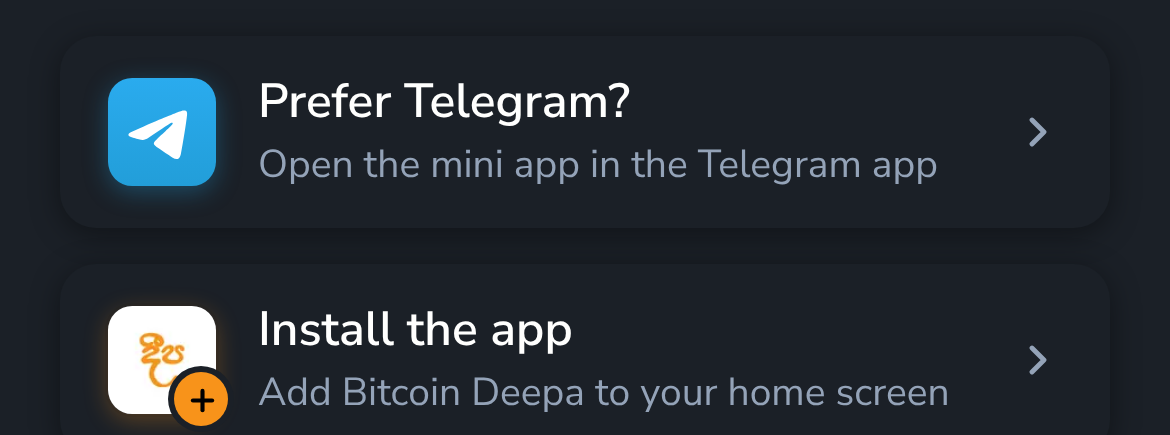 Prefer Telegram?
Open the mini app in the Telegram app
දීප
Install the app
Add Bitcoin Deepa to your home screen